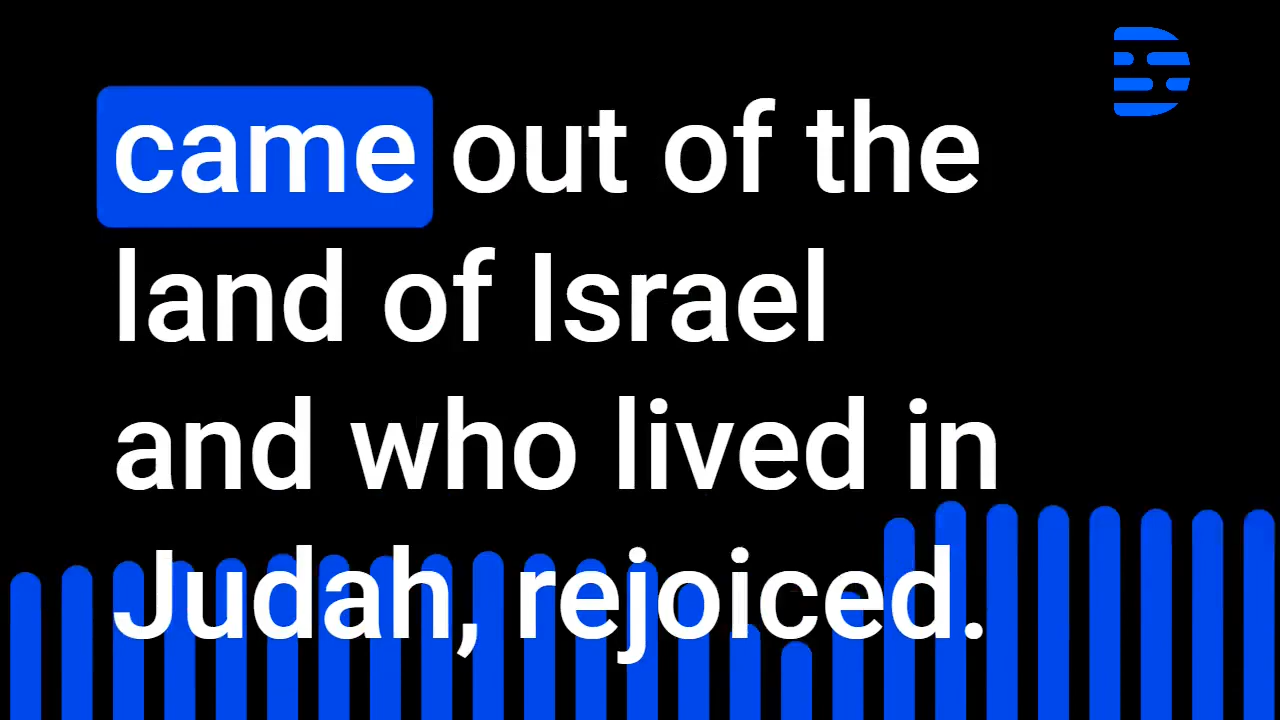 came out of the
land of Israel
and who lived in
Judah, rejoiced.